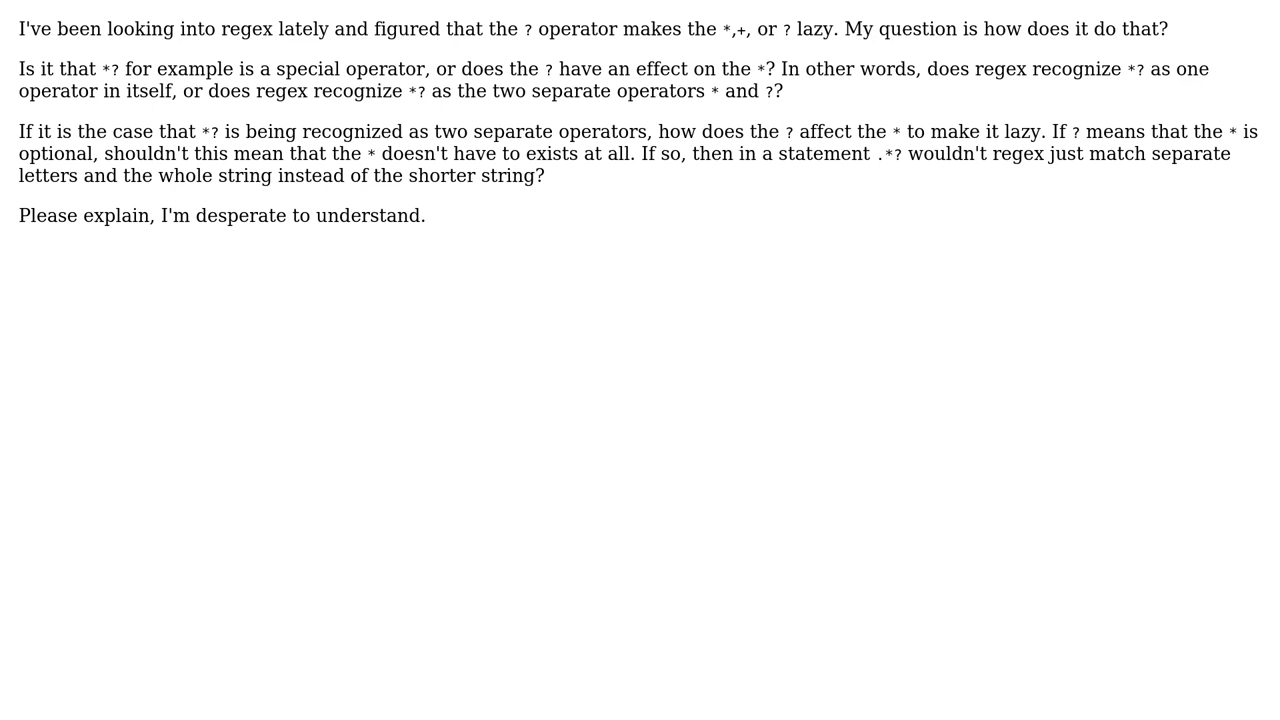 I've been looking into regex lately and figured that the ? operator makes the *,+, or ? lazy. My question is how does it do that?
Is it that *? for example is a special operator, or does the ? have an effect on the *? In other words, does regex recognize *? as one
operator in itself, or does regex recognize *? as the two separate operators * and ??
If it is the case that *? is being recognized as two separate operators, how does the ? affect the * to make it lazy. If ? means that the * is
optional, shouldn't this mean that the * doesn't have to exists at all. If so, then in a statement .*? wouldn't regex just match separate
letters and the whole string instead of the shorter string?
Please explain, I'm desperate to understand.